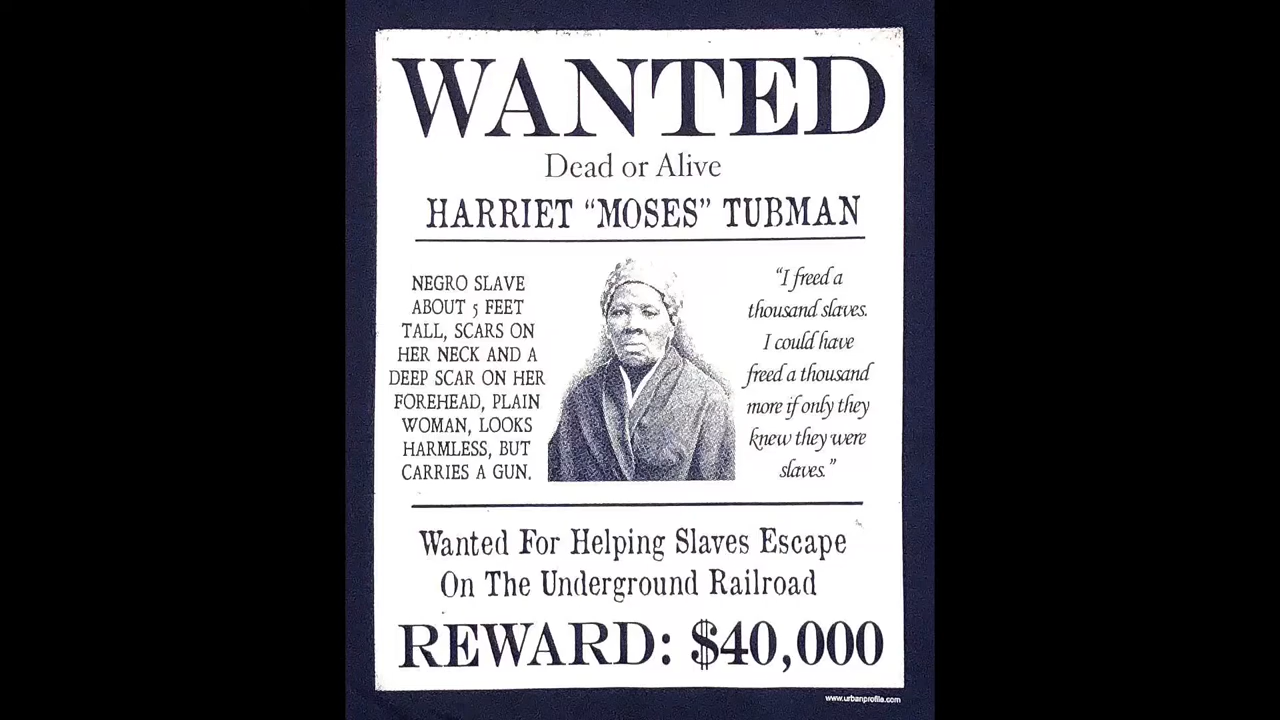 WANTED
Dead or Alive
HARRIET “MOSES” TUBMAN
NEGRO SLAVE
ABOUT 5 FEET
TALL, SCARS ON
HER NECK AND A
DEEP SCAR ON HER
FOREHEAD, PLAIN
WOMAN, LOOKS
HARMLESS, BUT
CARRIES A GUN.
“I freed a
thousand slaves.
I could have
freed a thousand
more if only they
knew they were
slaves.”
Wanted For Helping Slaves Escape
On The Underground Railroad
REWARD: $40,000
www.urbanprofila.com